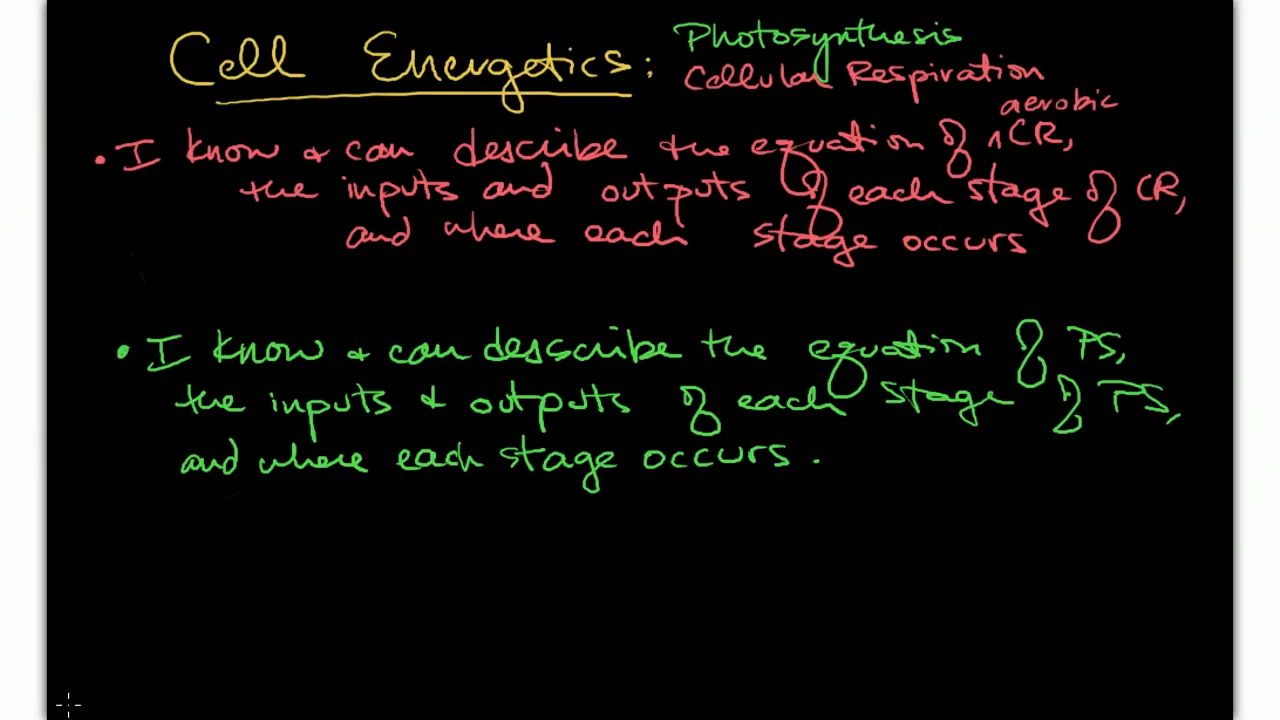 Cell Energetics: Photosynthesis
Cellular Respiration
aerobic
• I know & can describe the equation of ^ CR,
the inputs and outputs of each stage of CR,
and where each stage occurs
• I know & can desscribe the equation of PS,
the inputs & outputs of each stage of PS,
and where each stage occurs.